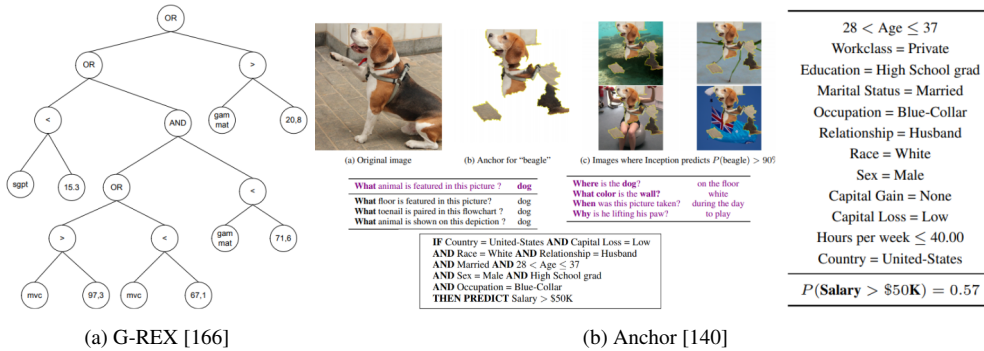 OR
OR
>
<
AND
gam
mat
20,8
sgpt
15.3
OR
<
>
<
gam
mat
71,6
mvc
97,3
mvc
67,1
(a) G-REX [166]
(a) Original image
(b) Anchor for "beagle"
(c) Images where Inception predicts P(beagle) > 90%
What animal is featured in this picture ? dog
What floor is featured in this picture? dog
What toenail is paired in this flowchart ? dog
What animal is shown on this depiction ? dog
Where is the dog? on the floor
What color is the wall? white
When was this picture taken? during the day
Why is he lifting his paw? to play
IF Country = United-States AND Capital Loss = Low
AND Race = White AND Relationship = Husband
AND Married AND 28 < Age ≤ 37
AND Sex = Male AND High School grad
AND Occupation = Blue-Collar
THEN PREDICT Salary > $50K
(b) Anchor [140]
28 < Age ≤ 37
Workclass = Private
Education = High School grad
Marital Status = Married
Occupation = Blue-Collar
Relationship = Husband
Race = White
Sex = Male
Capital Gain = None
Capital Loss = Low
Hours per week ≤ 40.00
Country = United-States
P(Salary > $50K) = 0.57